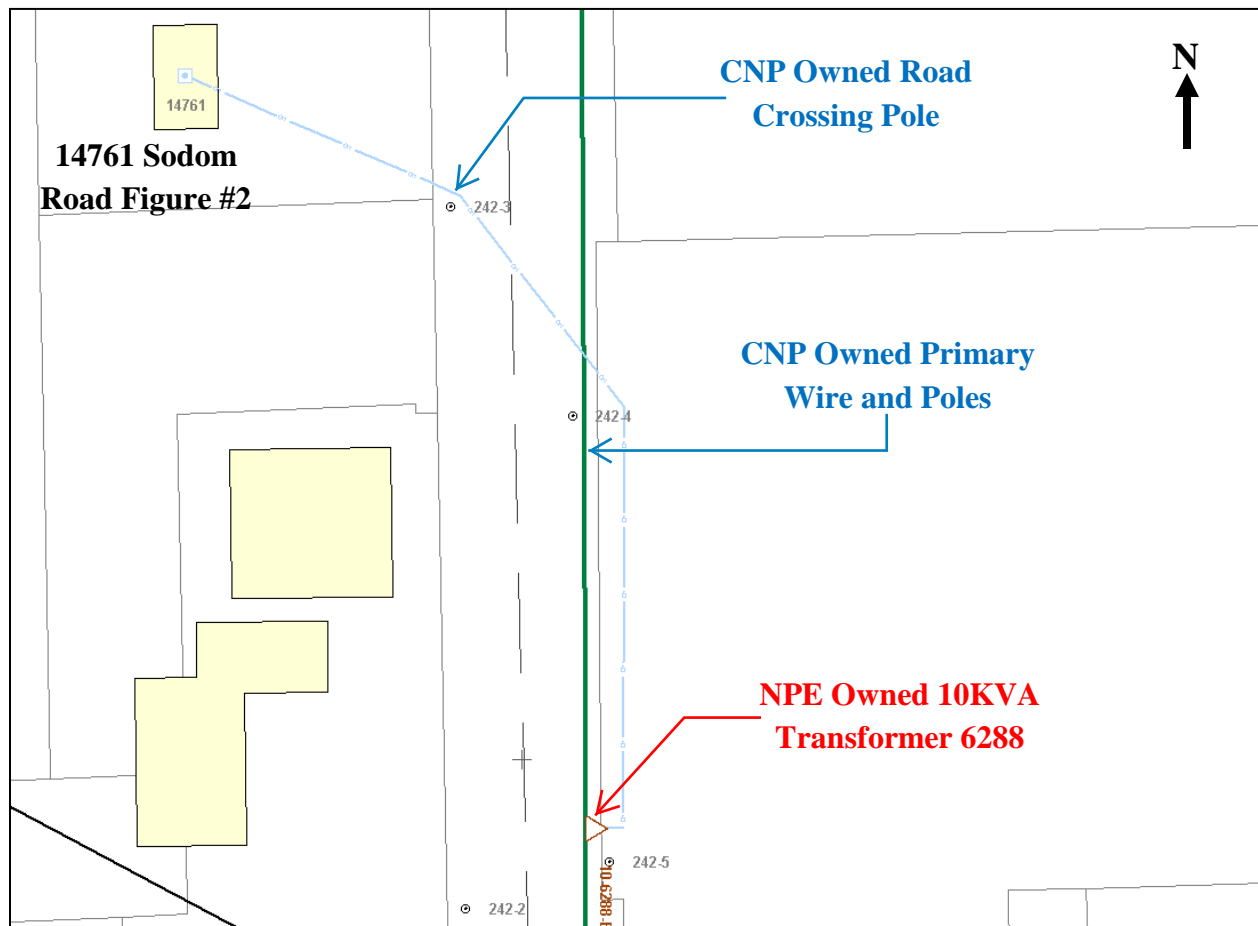 CNP Owned Road
Crossing Pole
N
14761
14761 Sodom
Road Figure #2
242-3
CNP Owned Primary
Wire and Poles
242-4
NPE Owned 10KVA
Transformer 6288
242-5
242-2